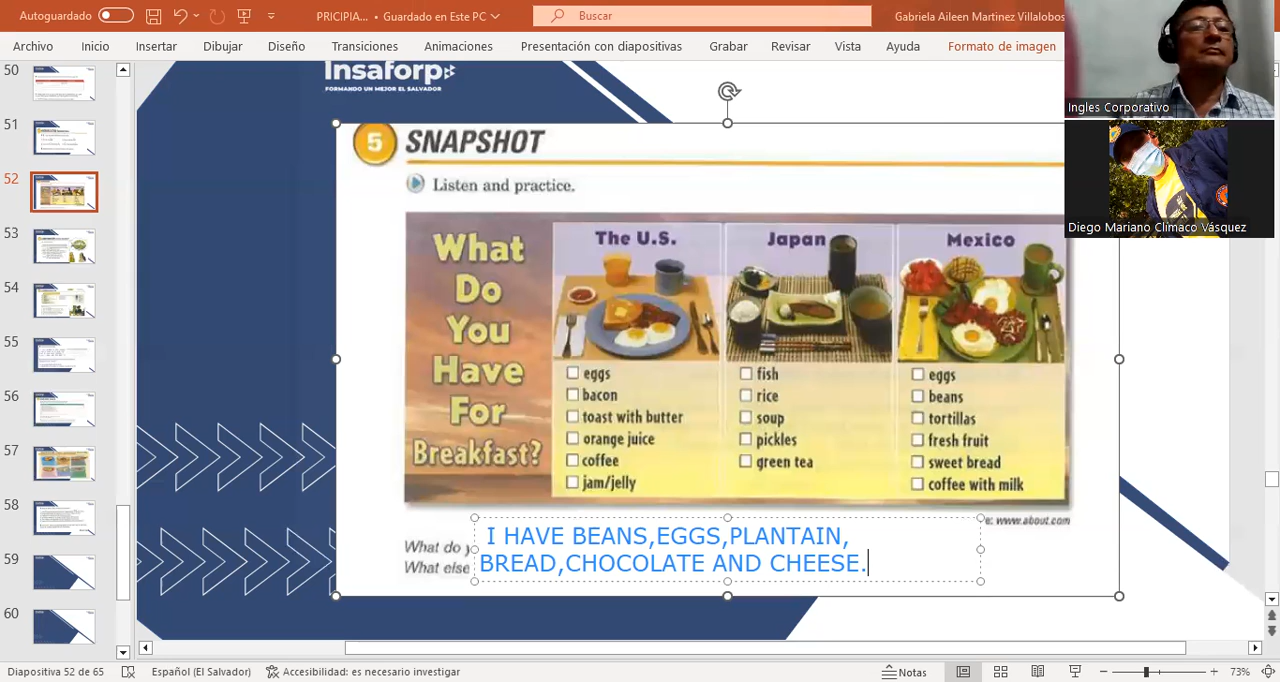 Autoguardado
PRICIPIA... • Guardado en Este PC
Buscar
Gabriela Aileen Martinez Villalobos
Archivo Inicio Insertar Dibujar Diseño Transiciones Animaciones Presentación con diapositivas Grabar Revisar Vista Ayuda Formato de imagen
Ingles Corporativo
Diego Mariano Climaco Vásquez
50
51
52
53
54
55
56
57
58
59
60
Insaforp
FORMANDO UN MEJOR EL SALVADOR
5 SNAPSHOT
Listen and practice.
What
Do
You
Have
For
Breakfast?
The U.S.
eggs
bacon
toast with butter
orange juice
coffee
jam/jelly
Japan
fish
rice
soup
pickles
green tea
Mexico
eggs
beans
tortillas
fresh fruit
sweet bread
coffee with milk
e: www.about.com
What do y
What else
I HAVE BEANS,EGGS,PLANTAIN,
BREAD,CHOCOLATE AND CHEESE.
Diapositiva 52 de 65 Español (El Salvador) Accesibilidad: es necesario investigar Notas 73%